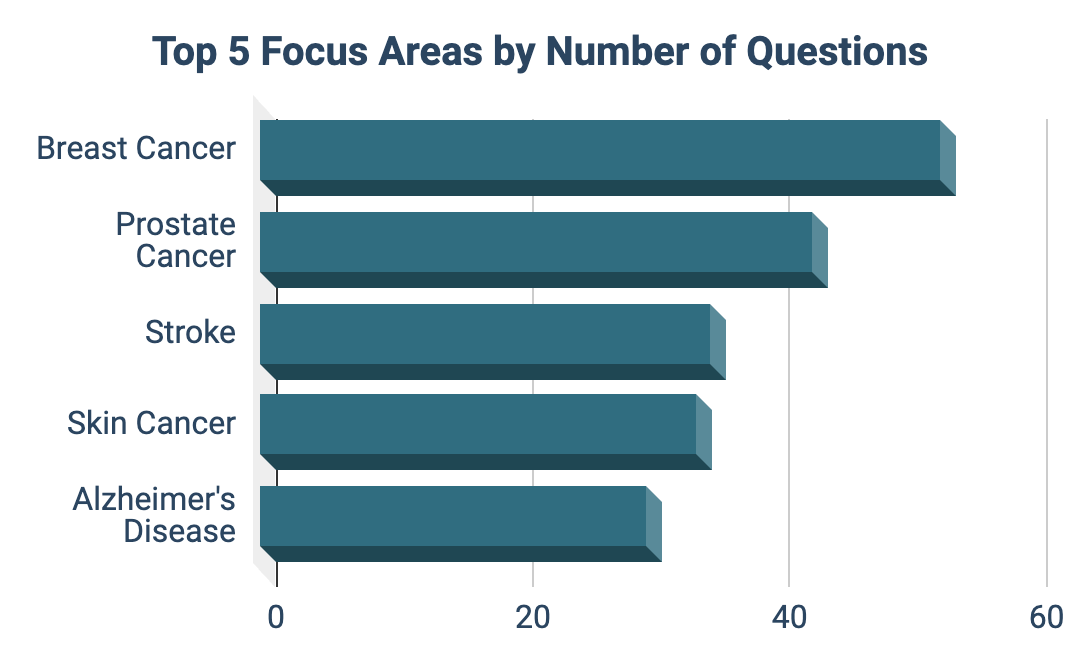 Top 5 Focus Areas by Number of Questions
Breast Cancer
Prostate
Cancer
Stroke
Skin Cancer
Alzheimer's
Disease
0 20 40 60